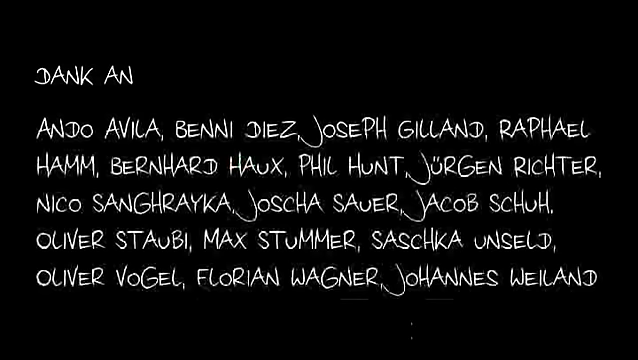 DANK AN
ANDO AVILA, BENNI DIEZ, JOSEPH GILLAND, RAPHAEL
HAMM, BERNHARD HAUX, PHIL HUNT, JÜRGEN RICHTER,
NICO SANGHRAYKA, JOSCHA SAUER, JACOB SCHUH,
OLIVER STAUBI, MAX STUMMER, SASCHKA UNSELD,
OLIVER VOGEL, FLORIAN WAGNER, JOHANNES WEILAND